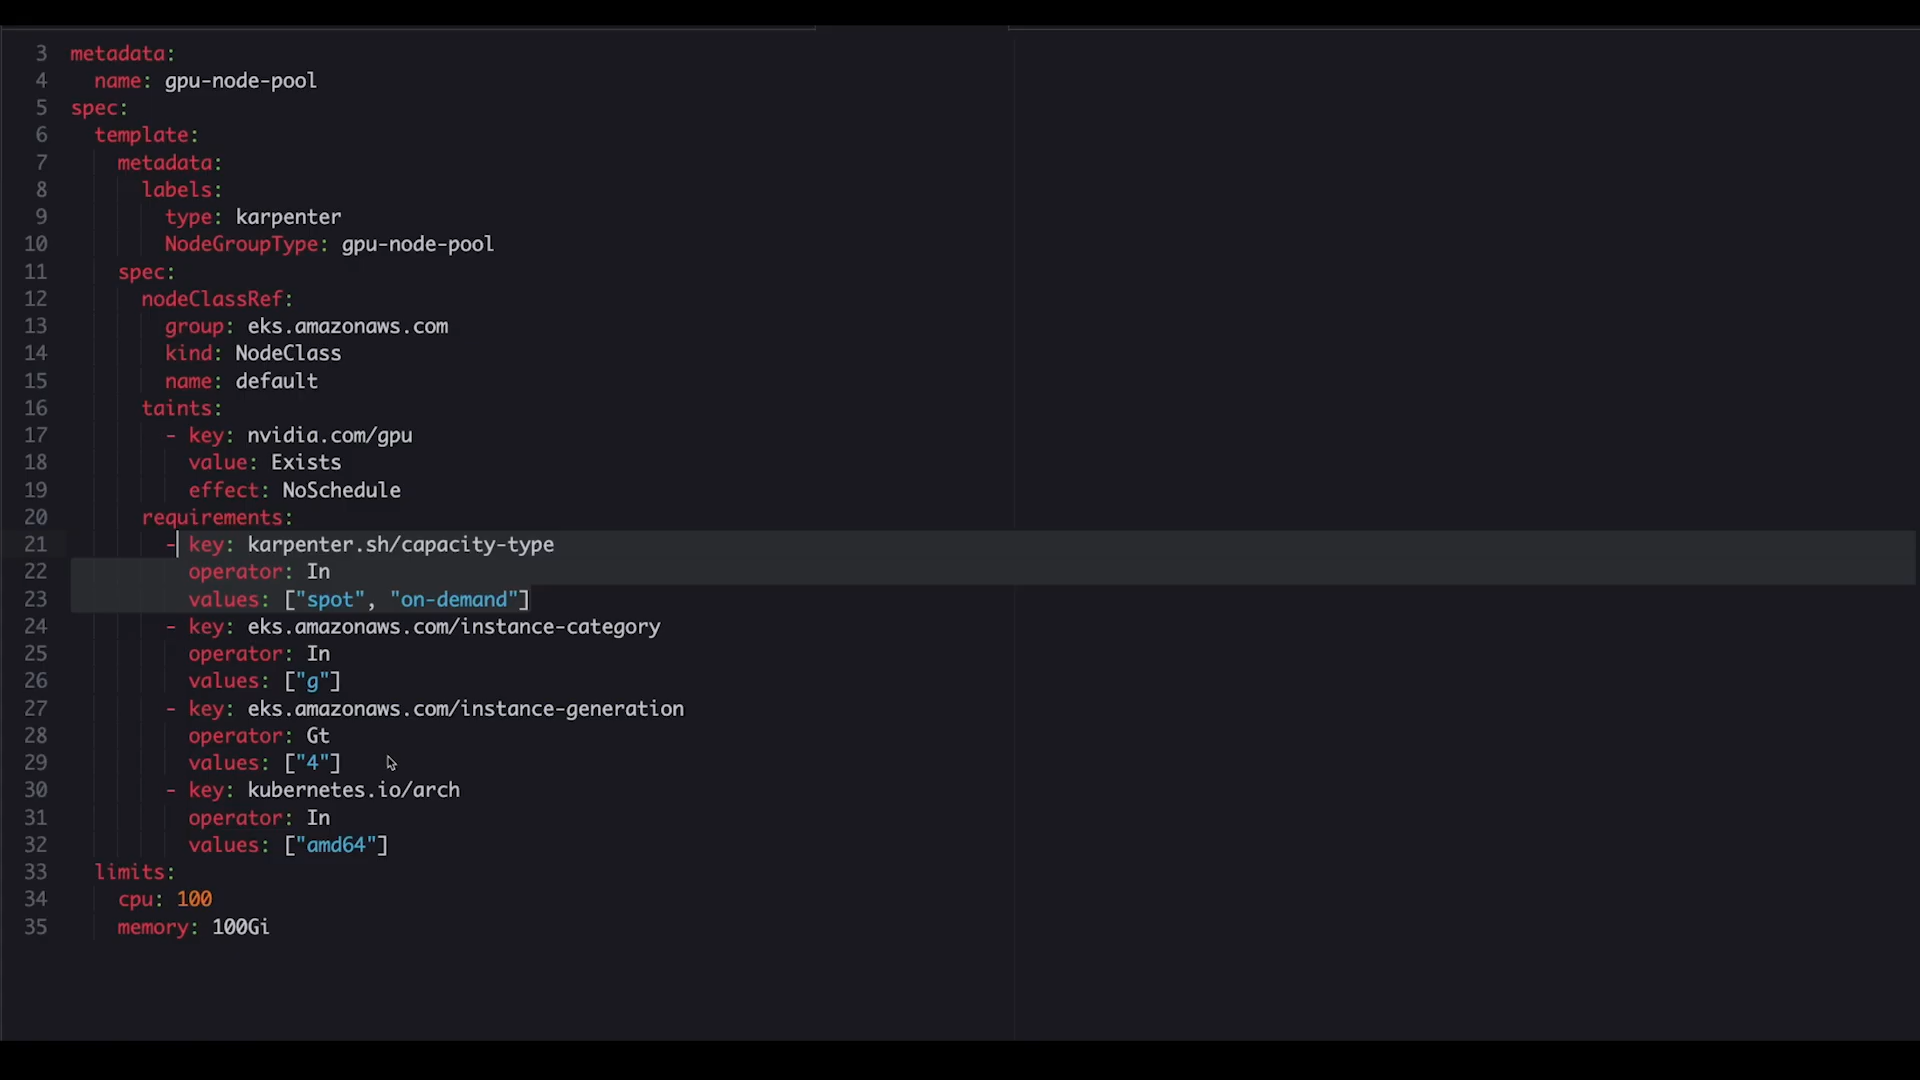 3 metadata:
4 name: gpu-node-pool
5 spec:
6 template:
7 metadata:
8 labels:
9 type: karpenter
10 NodeGroupType: gpu-node-pool
11 spec:
12 nodeClassRef:
13 group: eks.amazonaws.com
14 kind: NodeClass
15 name: default
16 taints:
17 - key: nvidia.com/gpu
18 value: Exists
19 effect: NoSchedule
20 requirements:
21 - key: karpenter.sh/capacity-type
22 operator: In
23 values: ["spot", "on-demand"]
24 - key: eks.amazonaws.com/instance-category
25 operator: In
26 values: ["g"]
27 - key: eks.amazonaws.com/instance-generation
28 operator: Gt
29 values: ["4"]
30 - key: kubernetes.io/arch
31 operator: In
32 values: ["amd64"]
33 limits:
34 cpu: 100
35 memory: 100Gi